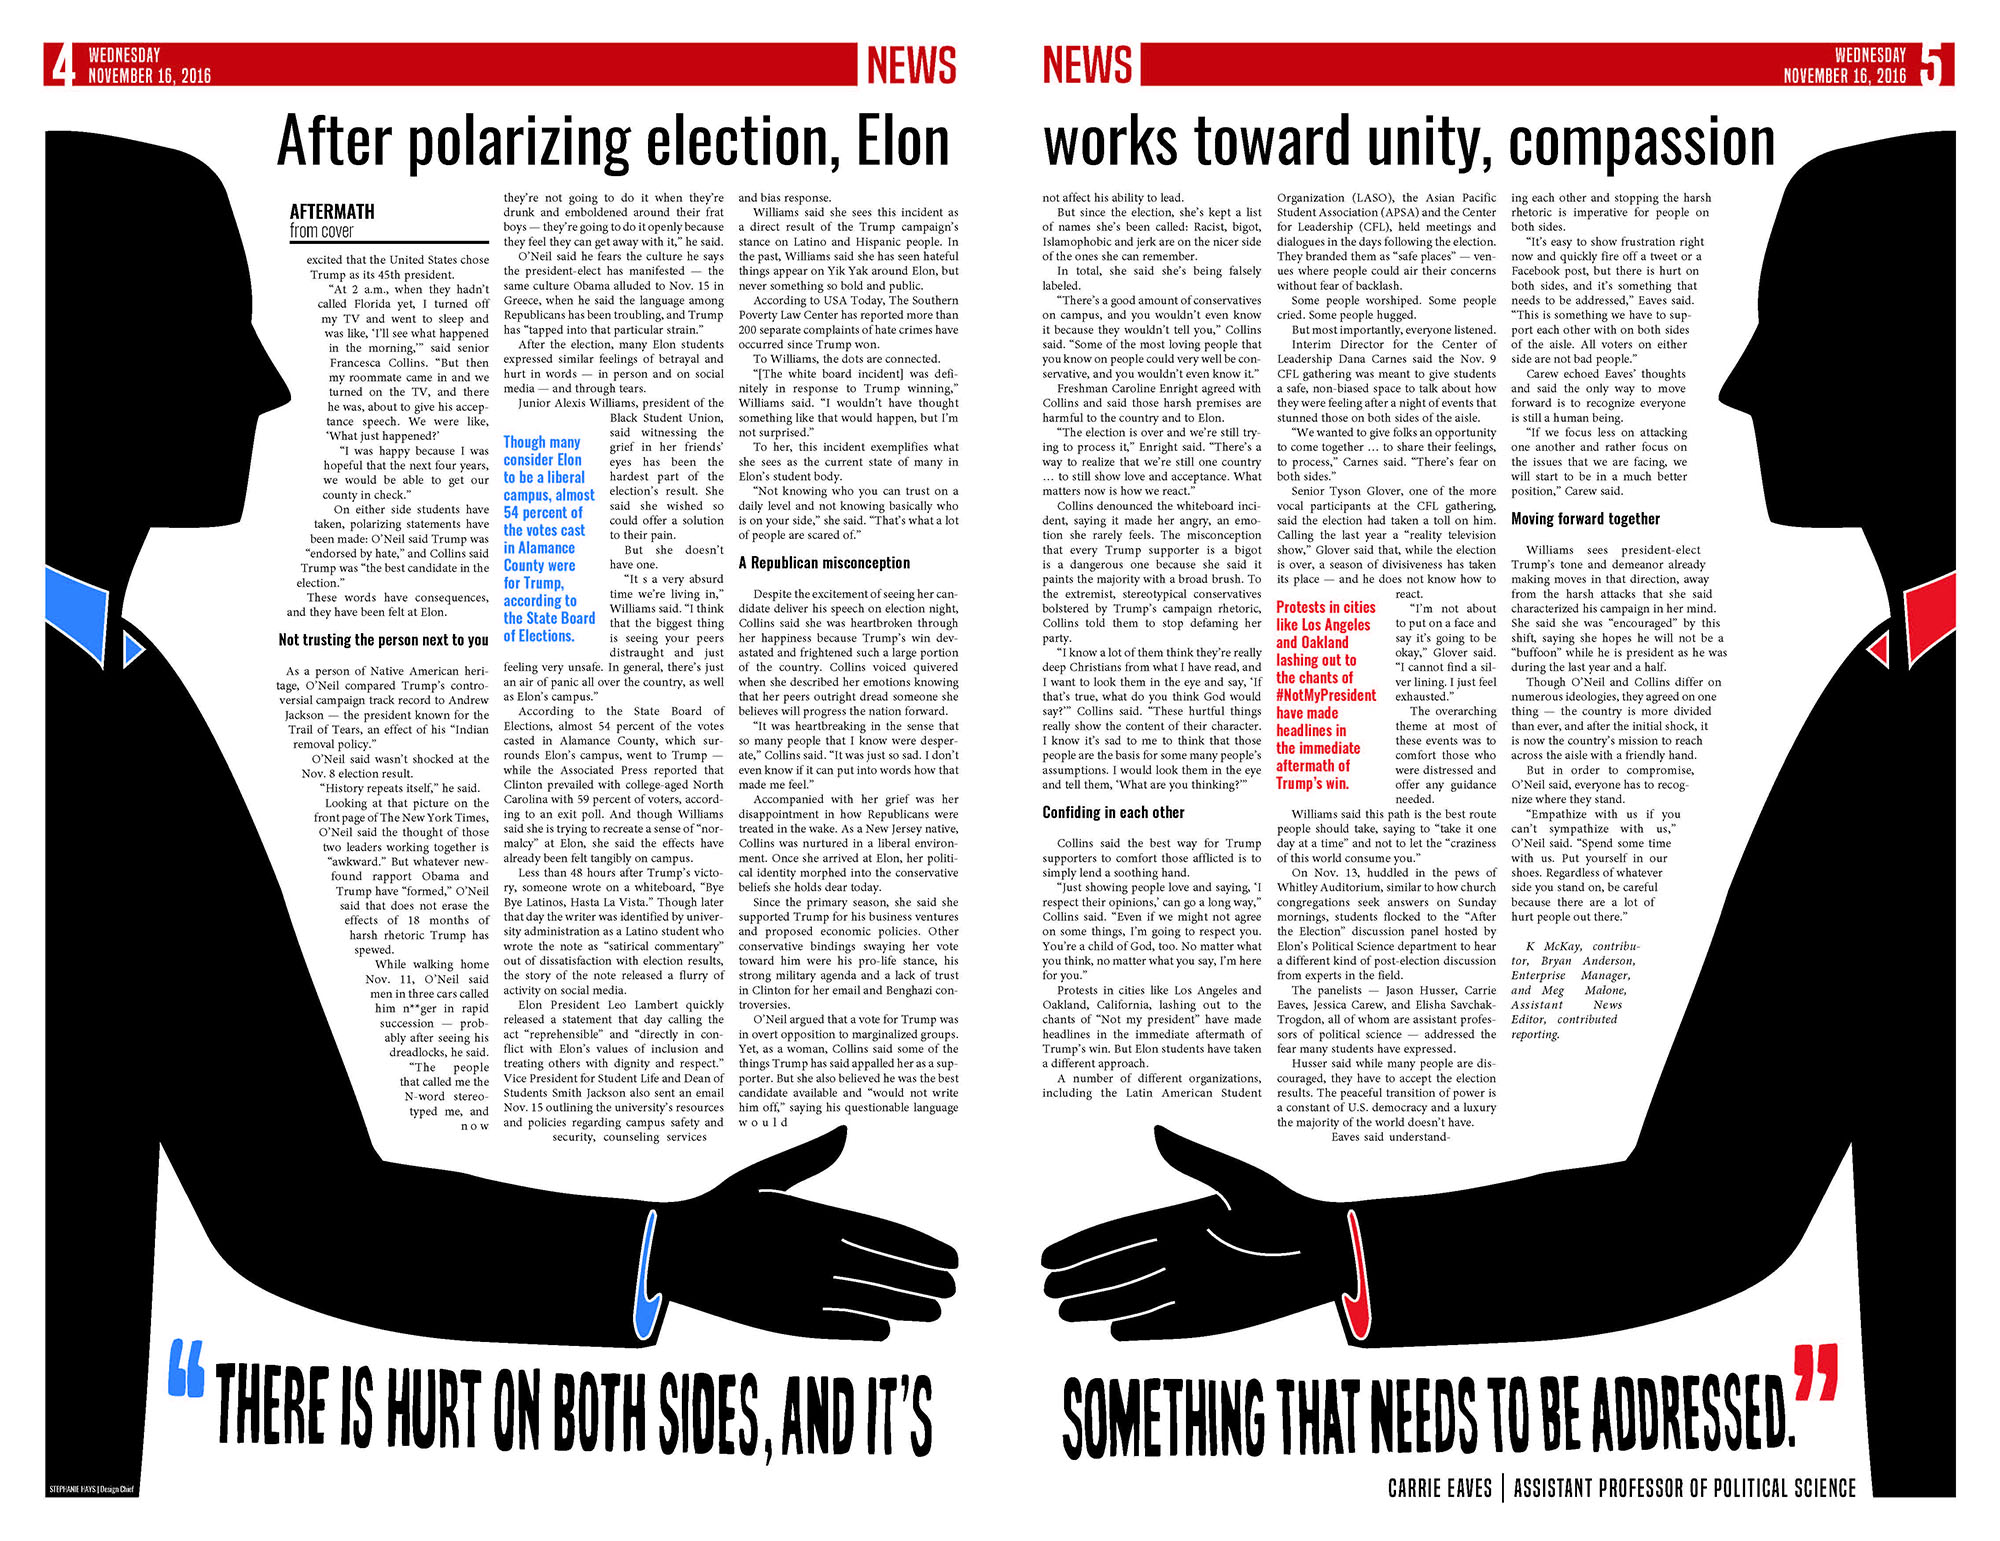 4
WEDNESDAY
NOVEMBER 16, 2016
NEWS
NEWS
WEDNESDAY
NOVEMBER 16, 2016
5
After polarizing election, Elon
works toward unity, compassion
AFTERMATH
from cover
excited that the United States chose
Trump as its 45th president.
“At 2 a.m., when they hadn’t
called Florida yet, I turned off
my TV and went to sleep and
was like, ‘I’ll see what happened
in the morning,’” said senior
Francesca Collins. “But then
my roommate came in and we
turned on the TV, and there
he was, about to give his accep-
tance speech. We were like,
‘What just happened?’
“I was happy because I was
hopeful that the next four years,
we would be able to get our
county in check.”
On either side students have
taken, polarizing statements have
been made: O’Neil said Trump was
“endorsed by hate,” and Collins said
Trump was “the best candidate in the
election.”
These words have consequences,
and they have been felt at Elon.
Not trusting the person next to you
As a person of Native American heri-
tage, O’Neil compared Trump’s contro-
versial campaign track record to Andrew
Jackson — the president known for the
Trail of Tears, an effect of his “Indian
removal policy.”
O’Neil said wasn’t shocked at the
Nov. 8 election result.
“History repeats itself,” he said.
Looking at that picture on the
front page of The New York Times,
O’Neil said the thought of those
two leaders working together is
“awkward.” But whatever new-
found rapport Obama and
Trump have “formed,” O’Neil
said that does not erase the
effects of 18 months of
harsh rhetoric Trump has
spewed.
While walking home
Nov. 11, O’Neil said
men in three cars called
him n**ger in rapid
succession — prob-
ably after seeing his
dreadlocks, he said.
“The people
that called me the
N-word stereo-
typed me, and
now
they’re not going to do it when they’re
drunk and emboldened around their frat
boys — they’re going to do it openly because
they feel they can get away with it,” he said.
O’Neil said he fears the culture he says
the president-elect has manifested — the
same culture Obama alluded to Nov. 15 in
Greece, when he said the language among
Republicans has been troubling, and Trump
has “tapped into that particular strain.”
After the election, many Elon students
expressed similar feelings of betrayal and
hurt in words — in person and on social
media — and through tears.
Junior Alexis Williams, president of the
Black Student Union,
said witnessing the
grief in her friends’
eyes has been the
hardest part of the
election’s result. She
said she wished so
could offer a solution
to their pain.
But she doesn’t
have one.
“It s a very absurd
time we’re living in,”
Williams said. “I think
that the biggest thing
is seeing your peers
distraught and just
feeling very unsafe. In general, there’s just
an air of panic all over the country, as well
as Elon’s campus.”
According to the State Board of
Elections, almost 54 percent of the votes
casted in Alamance County, which sur-
rounds Elon’s campus, went to Trump —
while the Associated Press reported that
Clinton prevailed with college-aged North
Carolina with 59 percent of voters, accord-
ing to an exit poll. And though Williams
said she is trying to recreate a sense of “nor-
malcy” at Elon, she said the effects have
already been felt tangibly on campus.
Less than 48 hours after Trump’s victo-
ry, someone wrote on a whiteboard, “Bye
Bye Latinos, Hasta La Vista.” Though later
that day the writer was identified by univer-
sity administration as a Latino student who
wrote the note as “satirical commentary”
out of dissatisfaction with election results,
the story of the note released a flurry of
activity on social media.
Elon President Leo Lambert quickly
released a statement that day calling the
act “reprehensible” and “directly in con-
flict with Elon’s values of inclusion and
treating others with dignity and respect.”
Vice President for Student Life and Dean of
Students Smith Jackson also sent an email
Nov. 15 outlining the university’s resources
and policies regarding campus safety and
security, counseling services
Though many
consider Elon
to be a liberal
campus, almost
54 percent of
the votes cast
in Alamance
County were
for Trump,
according to
the State Board
of Elections.
and bias response.
Williams said she sees this incident as
a direct result of the Trump campaign’s
stance on Latino and Hispanic people. In
the past, Williams said she has seen hateful
things appear on Yik Yak around Elon, but
never something so bold and public.
According to USA Today, The Southern
Poverty Law Center has reported more than
200 separate complaints of hate crimes have
occurred since Trump won.
To Williams, the dots are connected.
“[The white board incident] was defi-
nitely in response to Trump winning,”
Williams said. “I wouldn’t have thought
something like that would happen, but I’m
not surprised.”
To her, this incident exemplifies what
she sees as the current state of many in
Elon’s student body.
“Not knowing who you can trust on a
daily level and not knowing basically who
is on your side,” she said. “That’s what a lot
of people are scared of.”
A Republican misconception
Despite the excitement of seeing her can-
didate deliver his speech on election night,
Collins said she was heartbroken through
her happiness because Trump’s win dev-
astated and frightened such a large portion
of the country. Collins voiced quivered
when she described her emotions knowing
that her peers outright dread someone she
believes will progress the nation forward.
“It was heartbreaking in the sense that
so many people that I know were desper-
ate,” Collins said. “It was just so sad. I don’t
even know if it can put into words how that
made me feel.”
Accompanied with her grief was her
disappointment in how Republicans were
treated in the wake. As a New Jersey native,
Collins was nurtured in a liberal environ-
ment. Once she arrived at Elon, her politi-
cal identity morphed into the conservative
beliefs she holds dear today.
Since the primary season, she said she
supported Trump for his business ventures
and proposed economic policies. Other
conservative bindings swaying her vote
toward him were his pro-life stance, his
strong military agenda and a lack of trust
in Clinton for her email and Benghazi con-
troversies.
O’Neil argued that a vote for Trump was
in overt opposition to marginalized groups.
Yet, as a woman, Collins said some of the
things Trump has said appalled her as a sup-
porter. But she also believed he was the best
candidate available and “would not write
him off,” saying his questionable language
would
not affect his ability to lead.
But since the election, she’s kept a list
of names she’s been called: Racist, bigot,
Islamophobic and jerk are on the nicer side
of the ones she can remember.
In total, she said she’s being falsely
labeled.
“There’s a good amount of conservatives
on campus, and you wouldn’t even know
it because they wouldn’t tell you,” Collins
said. “Some of the most loving people that
you know on people could very well be con-
servative, and you wouldn’t even know it.”
Freshman Caroline Enright agreed with
Collins and said those harsh premises are
harmful to the country and to Elon.
“The election is over and we’re still try-
ing to process it,” Enright said. “There’s a
way to realize that we’re still one country
… to still show love and acceptance. What
matters now is how we react.”
Collins denounced the whiteboard inci-
dent, saying it made her angry, an emo-
tion she rarely feels. The misconception
that every Trump supporter is a bigot
is a dangerous one because she said it
paints the majority with a broad brush. To
the extremist, stereotypical conservatives
bolstered by Trump’s campaign rhetoric,
Collins told them to stop defaming her
party.
“I know a lot of them think they’re really
deep Christians from what I have read, and
I want to look them in the eye and say, ‘If
that’s true, what do you think God would
say?’” Collins said. “These hurtful things
really show the content of their character.
I know it’s sad to me to think that those
people are the basis for some many people’s
assumptions. I would look them in the eye
and tell them, ‘What are you thinking?’”
Confiding in each other
Collins said the best way for Trump
supporters to comfort those afflicted is to
simply lend a soothing hand.
“Just showing people love and saying, ‘I
respect their opinions,’ can go a long way,”
Collins said. “Even if we might not agree
on some things, I’m going to respect you.
You’re a child of God, too. No matter what
you think, no matter what you say, I’m here
for you.”
Protests in cities like Los Angeles and
Oakland, California, lashing out to the
chants of “Not my president” have made
headlines in the immediate aftermath of
Trump’s win. But Elon students have taken
a different approach.
A number of different organizations,
including the Latin American Student
Organization (LASO), the Asian Pacific
Student Association (APSA) and the Center
for Leadership (CFL), held meetings and
dialogues in the days following the election.
They branded them as “safe places” — ven-
ues where people could air their concerns
without fear of backlash.
Some people worshiped. Some people
cried. Some people hugged.
But most importantly, everyone listened.
Interim Director for the Center of
Leadership Dana Carnes said the Nov. 9
CFL gathering was meant to give students
a safe, non-biased space to talk about how
they were feeling after a night of events that
stunned those on both sides of the aisle.
“We wanted to give folks an opportunity
to come together … to share their feelings,
to process,” Carnes said. “There’s fear on
both sides.”
Senior Tyson Glover, one of the more
vocal participants at the CFL gathering,
said the election had taken a toll on him.
Calling the last year a “reality television
show,” Glover said that, while the election
is over, a season of divisiveness has taken
its place — and he does not know how to
react.
“I’m not about
to put on a face and
say it’s going to be
okay,” Glover said.
“I cannot find a sil-
ver lining. I just feel
exhausted.”
The overarching
theme at most of
these events was to
comfort those who
were distressed and
offer any guidance
needed.
Protests in cities
like Los Angeles
and Oakland
lashing out to
the chants of
#NotMyPresident
have made
headlines in
the immediate
aftermath of
Trump’s win.
Williams said this path is the best route
people should take, saying to “take it one
day at a time” and not to let the “craziness
of this world consume you.”
On Nov. 13, huddled in the pews of
Whitley Auditorium, similar to how church
congregations seek answers on Sunday
mornings, students flocked to the “After
the Election” discussion panel hosted by
Elon’s Political Science department to hear
a different kind of post-election discussion
from experts in the field.
The panelists — Jason Husser, Carrie
Eaves, Jessica Carew, and Elisha Savchak-
Trogdon, all of whom are assistant profes-
sors of political science — addressed the
fear many students have expressed.
Husser said while many people are dis-
couraged, they have to accept the election
results. The peaceful transition of power is
a constant of U.S. democracy and a luxury
the majority of the world doesn’t have.
Eaves said understand-
ing each other and stopping the harsh
rhetoric is imperative for people on
both sides.
“It’s easy to show frustration right
now and quickly fire off a tweet or a
Facebook post, but there is hurt on
both sides, and it’s something that
needs to be addressed,” Eaves said.
“This is something we have to sup-
port each other with on both sides
of the aisle. All voters on either
side are not bad people.”
Carew echoed Eaves’ thoughts
and said the only way to move
forward is to recognize everyone
is still a human being.
“If we focus less on attacking
one another and rather focus on
the issues that we are facing, we
will start to be in a much better
position,” Carew said.
Moving forward together
Williams sees president-elect
Trump’s tone and demeanor already
making moves in that direction, away
from the harsh attacks that she said
characterized his campaign in her mind.
She said she was “encouraged” by this
shift, saying she hopes he will not be a
“buffoon” while he is president as he was
during the last year and a half.
Though O’Neil and Collins differ on
numerous ideologies, they agreed on one
thing — the country is more divided
than ever, and after the initial shock, it
is now the country’s mission to reach
across the aisle with a friendly hand.
But in order to compromise,
O’Neil said, everyone has to recog-
nize where they stand.
“Empathize with us if you
can’t sympathize with us,”
O’Neil said. “Spend some time
with us. Put yourself in our
shoes. Regardless of whatever
side you stand on, be careful
because there are a lot of
hurt people out there.”
K McKay, contribu-
tor, Bryan Anderson,
Enterprise Manager,
and Meg Malone,
Assistant News
Editor, contributed
reporting.
“THERE IS HURT ON BOTH SIDES, AND IT’S
SOMETHING THAT NEEDS TO BE ADDRESSED.”
CARRIE EAVES | ASSISTANT PROFESSOR OF POLITICAL SCIENCE
STEPHANIE HAYS | Design Chief